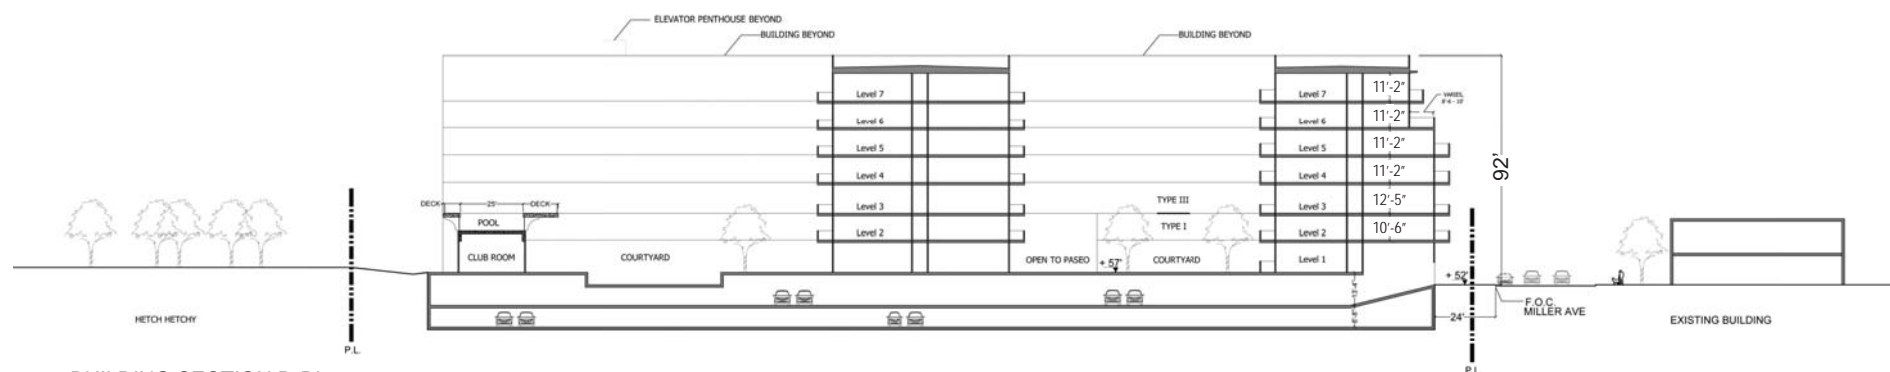 ELEVATOR PENTHOUSE BEYOND
BUILDING BEYOND
BUILDING BEYOND
Level 7
Level 7
11'-2"
VARIES,
Level 6
Level 6
11'-2"
Level 5
Level 5
11'-2"
92'
Level 4
Level 4
11'-2"
DECK
25'
DECK
TYPE III
Level 3
Level 3
12'-5"
POOL
TYPE I
Level 2
Level 2
10'-6"
CLUB ROOM
COURTYARD
OPEN TO PASEO
+ 57'
COURTYARD
Level 1
+ 52'
HETCH HETCHY
24'
F.O.C.
MILLER AVE
EXISTING BUILDING
P.L.